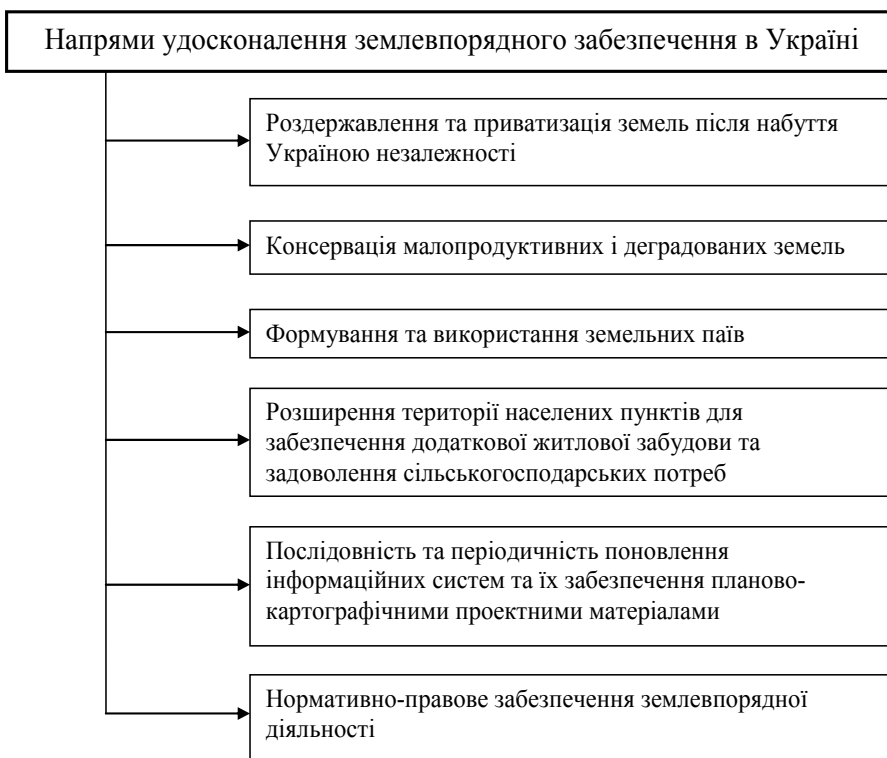 Напрями удосконалення землевпорядного забезпечення в Україні
Роздержавлення та приватизація земель після набуття
Україною незалежності
Консервація малопродуктивних і деградованих земель
Формування та використання земельних паїв
Розширення території населених пунктів для
забезпечення додаткової житлової забудови та
задоволення сільськогосподарських потреб
Послідовність та періодичність поновлення
інформаційних систем та їх забезпечення планово-
картографічними проектними матеріалами
Нормативно-правове забезпечення землевпорядної
діяльності